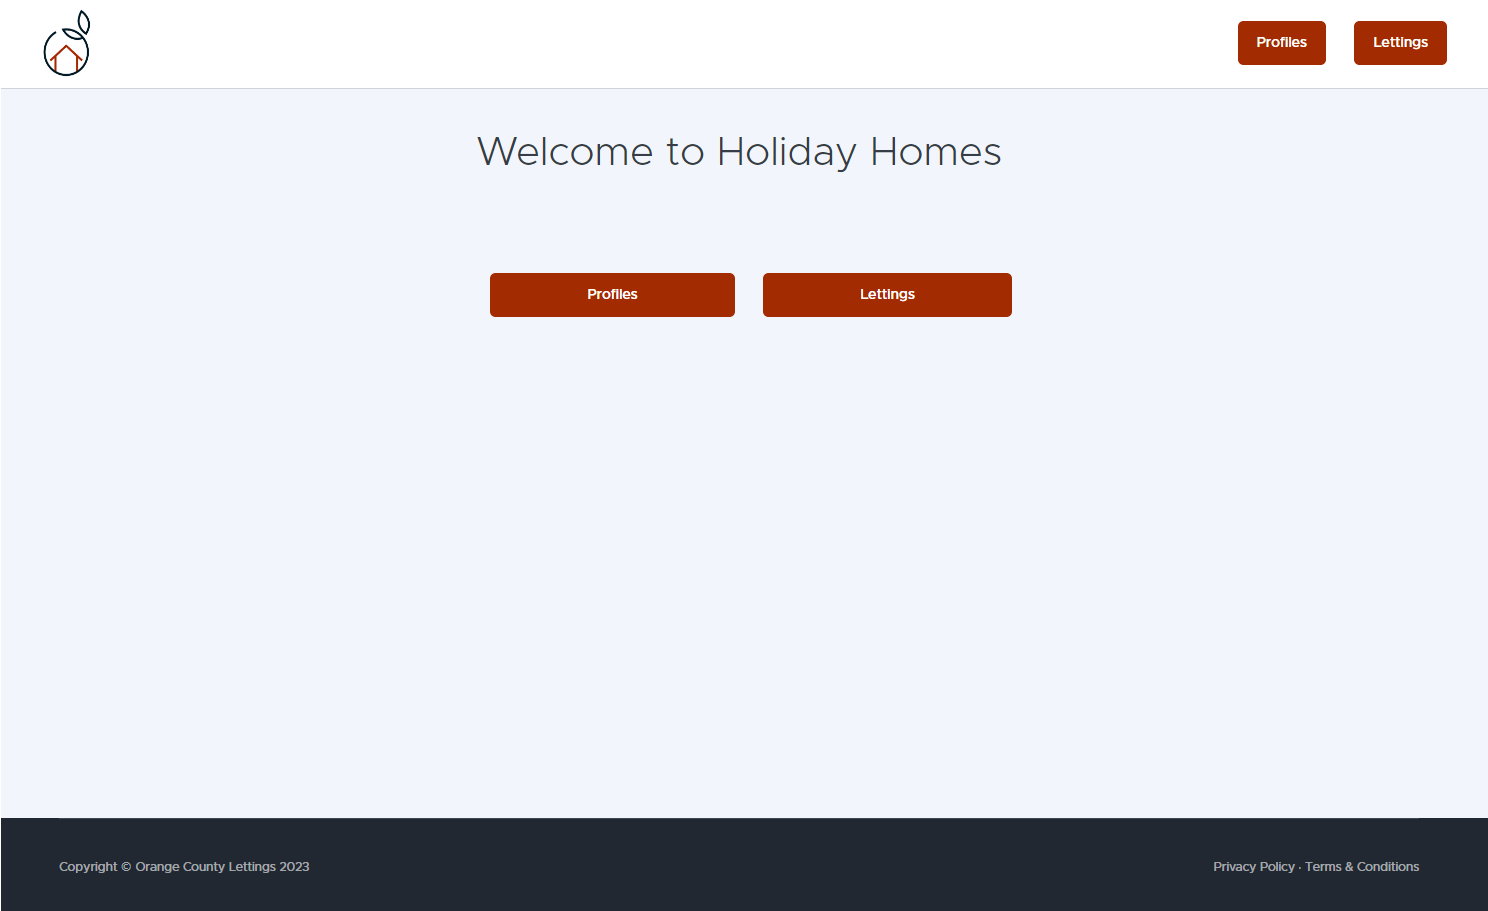 Profiles
Lettings
Welcome to Holiday Homes
Profiles
Lettings
Copyright © Orange County Lettings 2023
Privacy Policy · Terms & Conditions